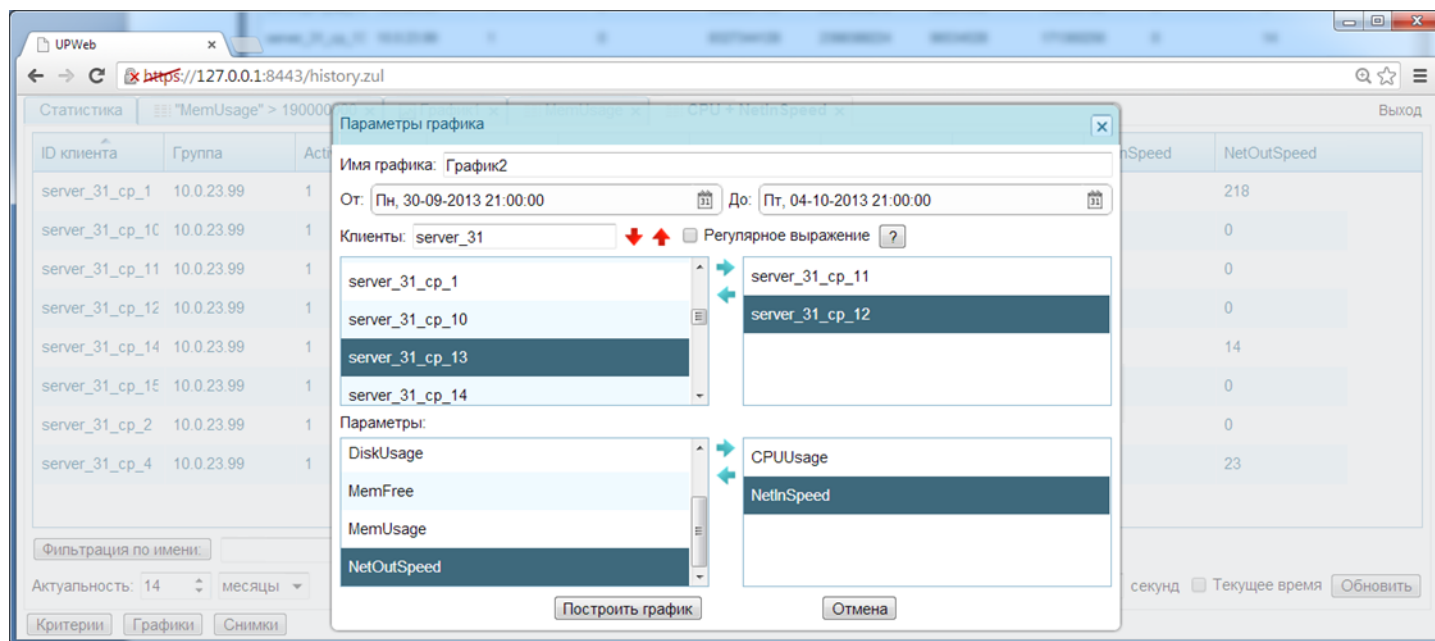 UPWeb
https://127.0.0.1:8443/history.zul
Статистика "MemUsage" > 190000 CPU + NetInSpeed Выход
Параметры графика
ID клиента Группа NetOutSpeed
Имя графика: График2
server_31_cp_1 10.0.23.99 1 218
От: Пн, 30-09-2013 21:00:00 До: Пт, 04-10-2013 21:00:00
server_31_cp_10 10.0.23.99 1 0
Клиенты: server_31 Регулярное выражение ?
server_31_cp_11 10.0.23.99 1 0
server_31_cp_12 10.0.23.99 1 0
server_31_cp_14 10.0.23.99 1 14
server_31_cp_15 10.0.23.99 1 0
server_31_cp_2 10.0.23.99 1 0
server_31_cp_4 10.0.23.99 1 23
server_31_cp_1
server_31_cp_10
server_31_cp_13
server_31_cp_14
server_31_cp_11
server_31_cp_12
Параметры:
DiskUsage
MemFree
MemUsage
NetOutSpeed
CPUUsage
NetInSpeed
Построить график Отмена
Фильтрация по имени:
Актуальность: 14 месяцы секунд Текущее время Обновить
Критерии Графики Снимки